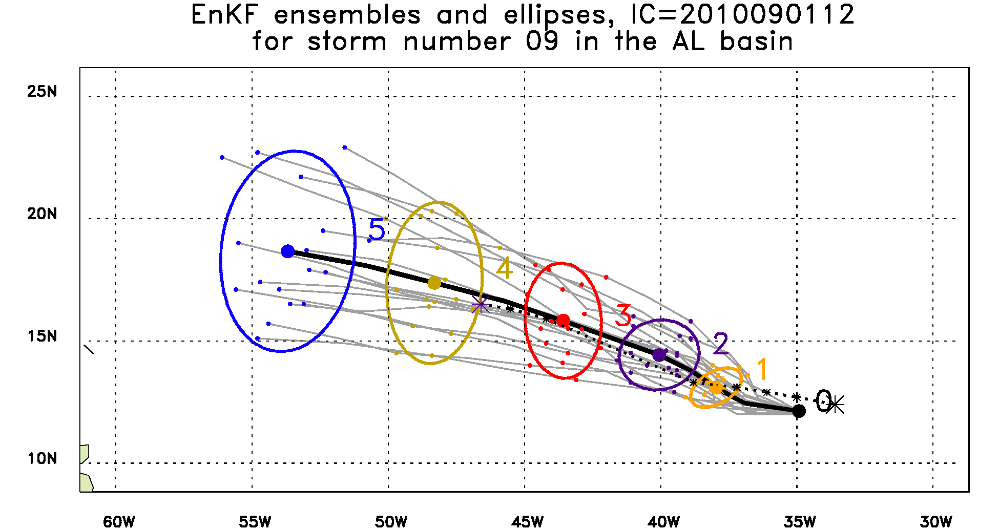 EnKF ensembles and ellipses, IC=2010090112
for storm number 09 in the AL basin
25N
20N
15N
10N
5
4
3
2
1
0
60W 55W 50W 45W 40W 35W 30W